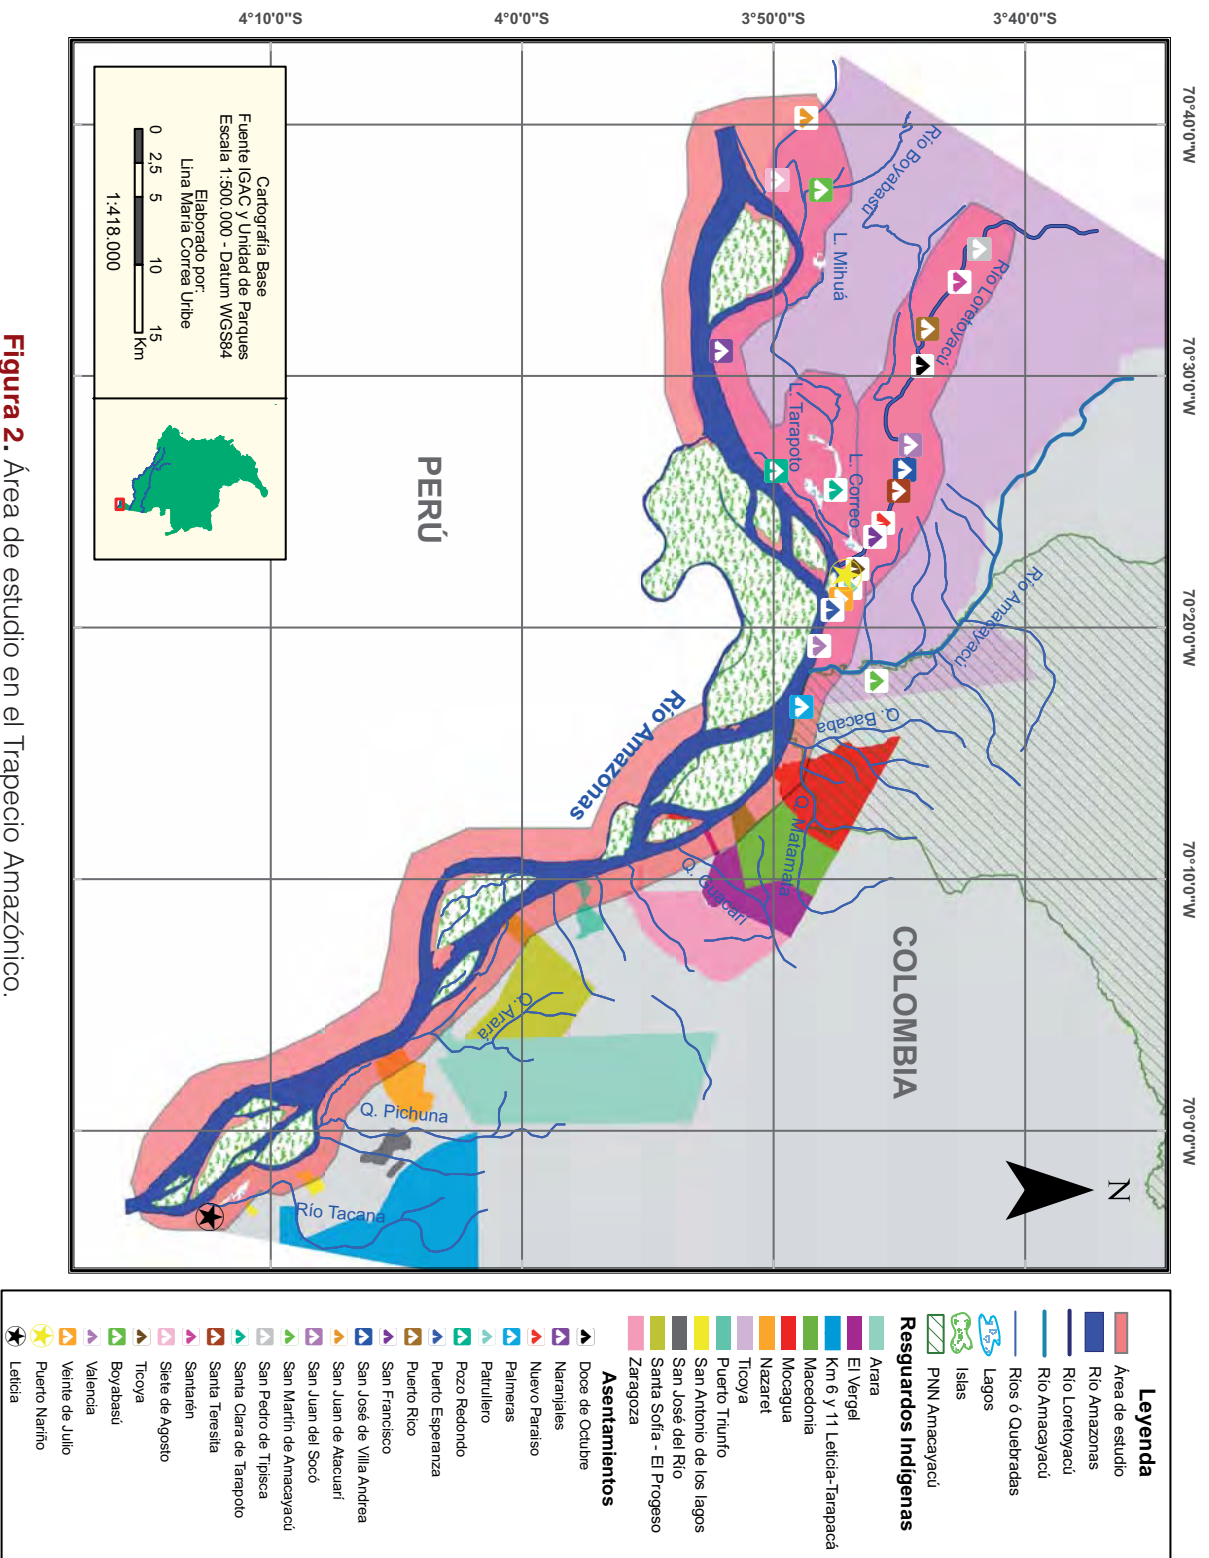 4°10'0"S
4°0'0"S
3°50'0"S
3°40'0"S
70°40'0"W
70°30'0"W
70°20'0"W
70°10'0"W
70°0'0"W
Río Boyabasú
L. Mihuá
Río Loretoyacú
L. Tarapoto
L. Correo
Río Amacayacú
Q. Bacaba
Q. Matamata
Q. Guacari
Q. Arará
Q. Pichuna
Río Tacana
Río Amazonas
PERÚ
COLOMBIA
N
Cartografía Base
Fuente IGAC y Unidad de Parques
Escala 1:500.000 - Datum WGS84
Elaborado por:
Lina María Correa Uribe
0 2,5 5 10 15
Km
1:418.000
Leyenda
Área de estudio
Río Amazonas
Río Loretoyacú
Río Amacayacú
Ríos ó Quebradas
Lagos
Islas
PNN Amacayacú
Resguardos Indígenas
Arara
El Vergel
Km 6 y 11 Leticia-Tarapacá
Macedonia
Mocagua
Nazaret
Ticoya
Puerto Triunfo
San Antonio de los lagos
San José del Río
Santa Sofía - El Progeso
Zaragoza
Asentamientos
Doce de Octubre
Naranjales
Nuevo Paraiso
Palmeras
Patrullero
Pozo Redondo
Puerto Esperanza
Puerto Rico
San Francisco
San José de Villa Andrea
San Juan de Atacuarí
San Juan del Socó
San Martín de Amacayacú
San Pedro de Tipisca
Santa Clara de Tarapoto
Santa Teresita
Santarén
Siete de Agosto
Ticoya
Boyabasú
Valencia
Veinte de Julio
Puerto Nariño
Leticia
Figura 2. Área de estudio en el Trapecio Amazónico.